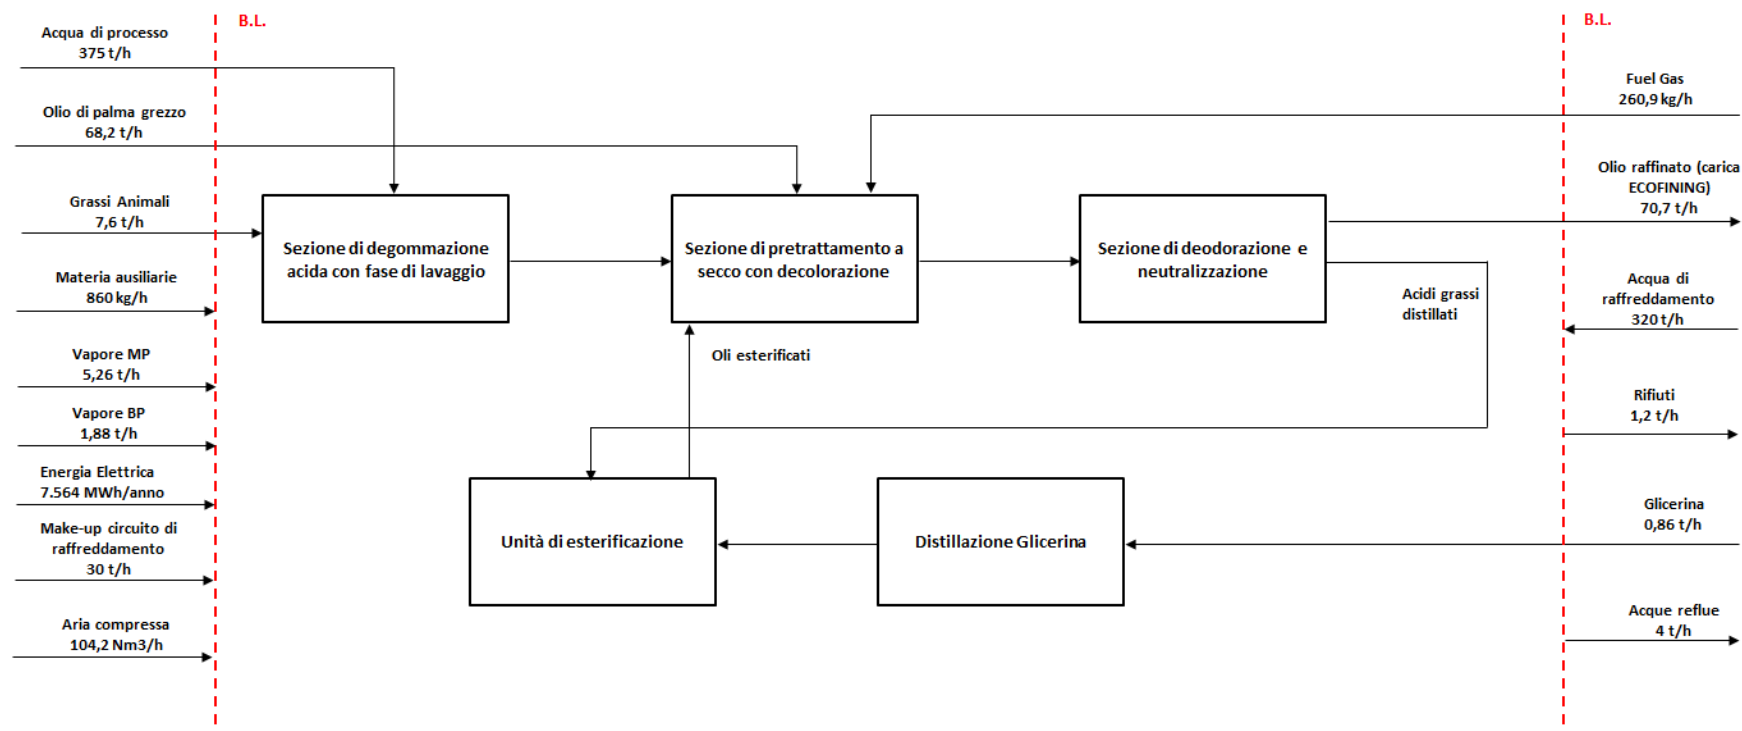 B.L.
Acqua di processo
375 t/h
Olio di palma grezzo
68,2 t/h
Grassi Animali
7,6 t/h
Materia ausiliarie
860 kg/h
Vapore MP
5,26 t/h
Vapore BP
1,88 t/h
Energia Elettrica
7.564 MWh/anno
Make-up circuito di
raffreddamento
30 t/h
Aria compressa
104,2 Nm3/h
Sezione di degommazione
acida con fase di lavaggio
Sezione di pretrattamento a
secco con decolorazione
Sezione di deodorazione e
neutralizzazione
Acidi grassi
distillati
Oli esterificati
Unità di esterificazione
Distillazione Glicerina
B.L.
Fuel Gas
260,9 kg/h
Olio raffinato (carica
ECOFINING)
70,7 t/h
Acqua di
raffreddamento
320 t/h
Rifiuti
1,2 t/h
Glicerina
0,86 t/h
Acque reflue
4 t/h